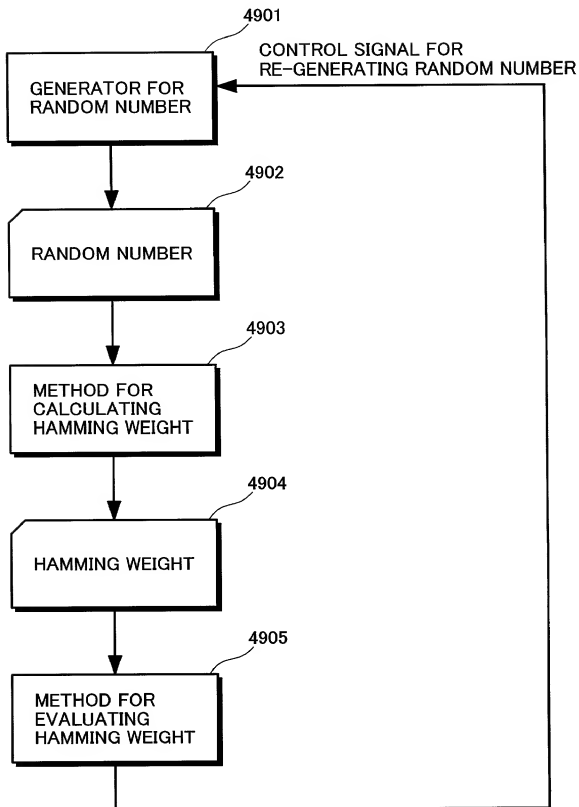 4901
CONTROL SIGNAL FOR
RE-GENERATING RANDOM NUMBER
GENERATOR FOR
RANDOM NUMBER
4902
RANDOM NUMBER
4903
METHOD FOR
CALCULATING
HAMMING WEIGHT
4904
HAMMING WEIGHT
4905
METHOD FOR
EVALUATING
HAMMING WEIGHT